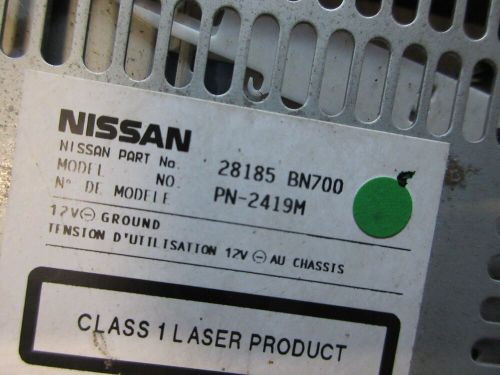 NISSAN
NISSAN PART No. 28185 BN700
MODEL NO. PN-2419M
N° DE MODELE
12V⊖ GROUND
TENSION D'UTILISATION 12V ⊖ AU CHASSIS
CLASS 1 LASER PRODUCT